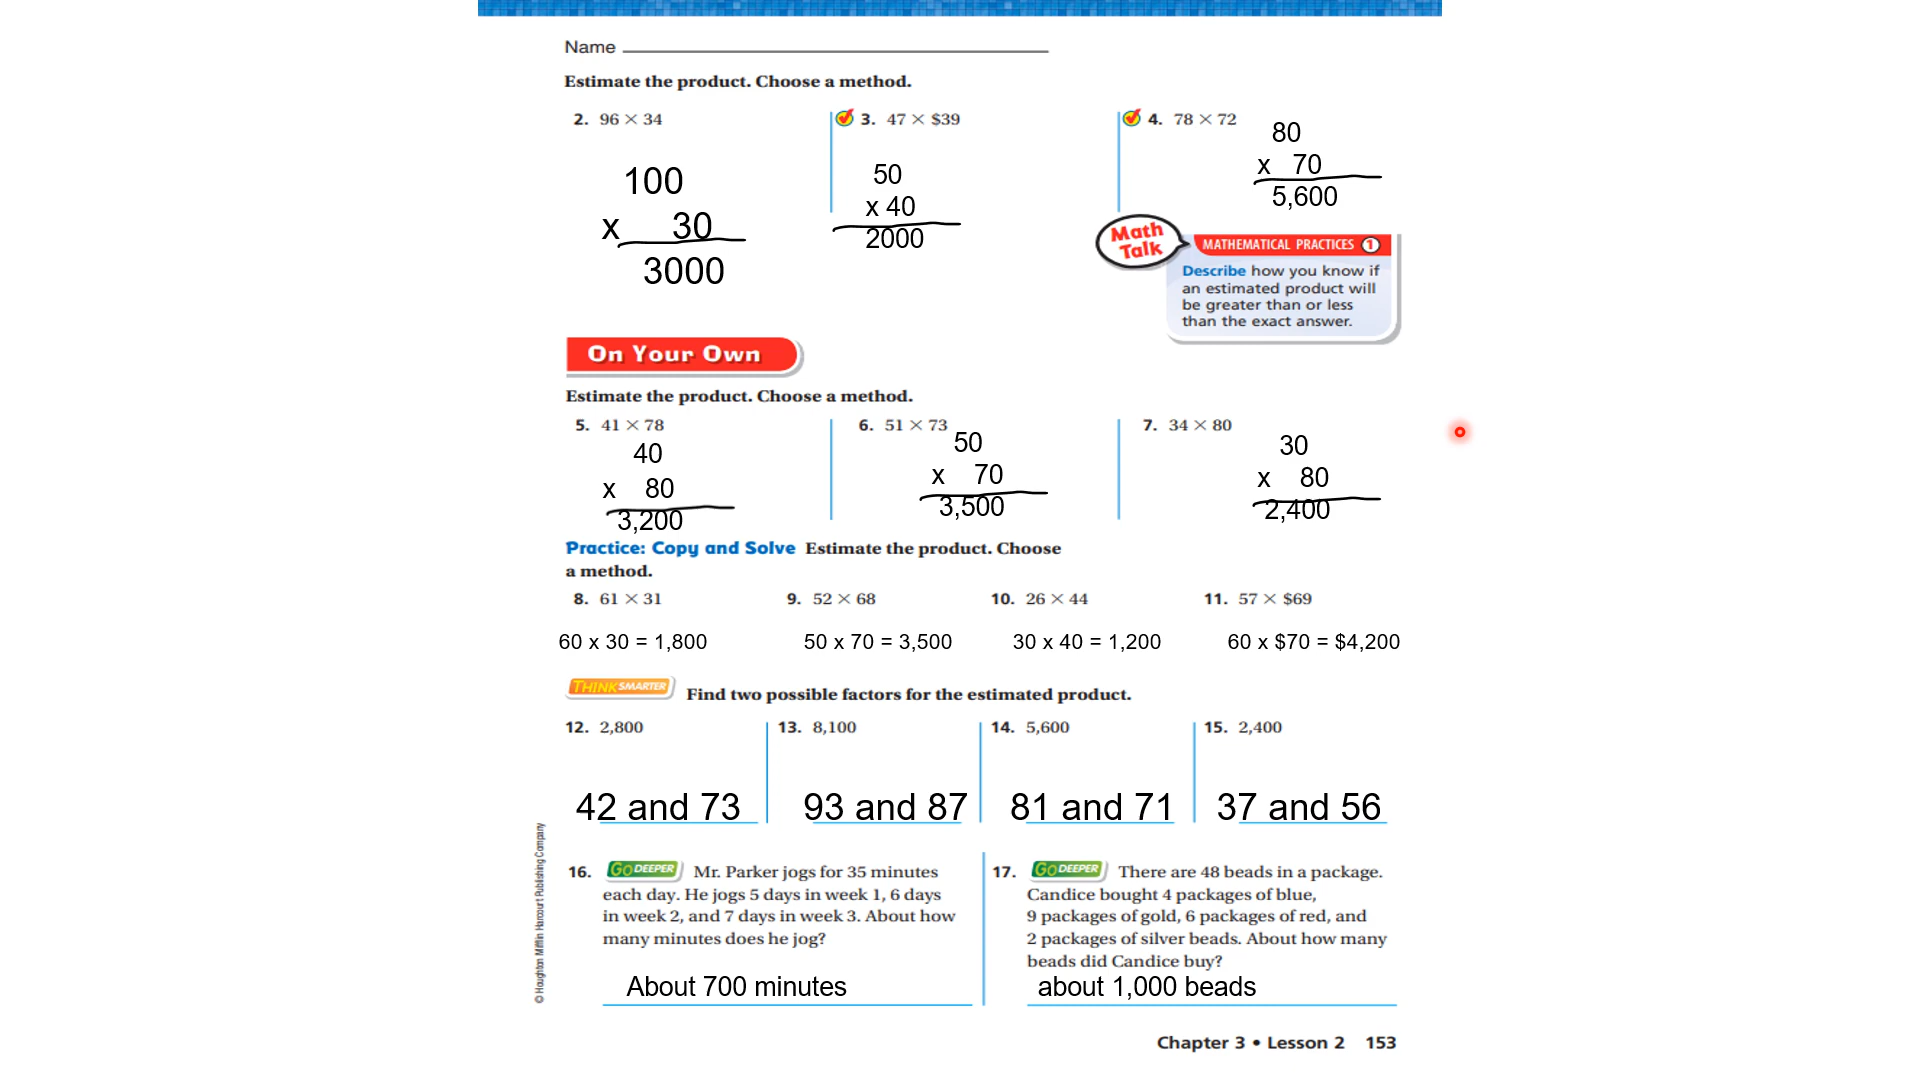 Name
Estimate the product. Choose a method.
2. 96 × 34
100
x 30
3000
3. 47 × $39
50
x 40
2000
4. 78 × 72
80
x 70
5,600
Math
Talk
MATHEMATICAL PRACTICES 1
Describe how you know if
an estimated product will
be greater than or less
than the exact answer.
On Your Own
Estimate the product. Choose a method.
5. 41 × 78
40
x 80
3,200
6. 51 × 73
50
x 70
3,500
7. 34 × 80
30
x 80
2,400
Practice: Copy and Solve Estimate the product. Choose
a method.
8. 61 × 31
9. 52 × 68
10. 26 × 44
11. 57 × $69
60 x 30 = 1,800
50 x 70 = 3,500
30 x 40 = 1,200
60 x $70 = $4,200
THINK SMARTER Find two possible factors for the estimated product.
12. 2,800
13. 8,100
14. 5,600
15. 2,400
42 and 73
93 and 87
81 and 71
37 and 56
16. GO DEEPER Mr. Parker jogs for 35 minutes
each day. He jogs 5 days in week 1, 6 days
in week 2, and 7 days in week 3. About how
many minutes does he jog?
About 700 minutes
17. GO DEEPER There are 48 beads in a package.
Candice bought 4 packages of blue,
9 packages of gold, 6 packages of red, and
2 packages of silver beads. About how many
beads did Candice buy?
about 1,000 beads
© Houghton Mifflin Harcourt Publishing Company
Chapter 3 • Lesson 2 153